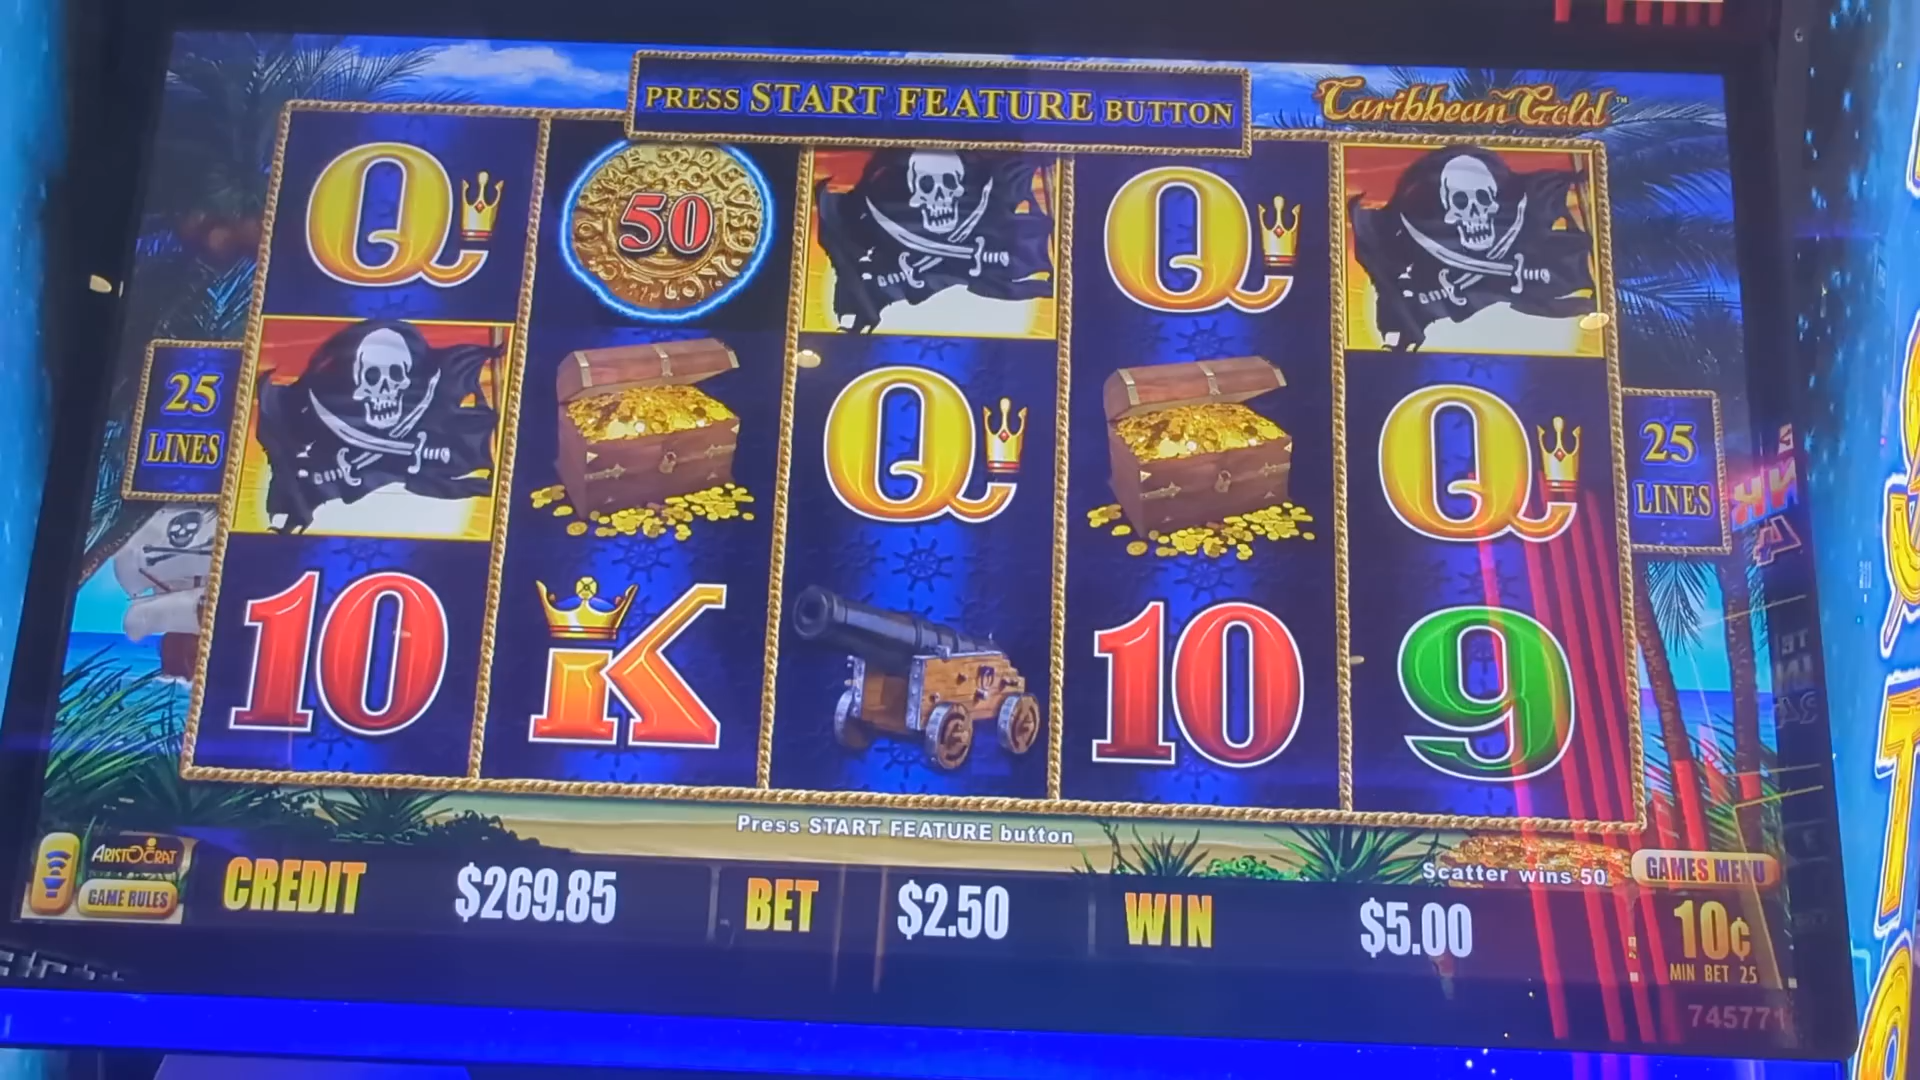 PRESS START FEATURE BUTTON
Caribbean Gold™
Q
50
Q
25
LINES
Q
Q
25
LINES
10
K
10
9
Press START FEATURE button
ARISTOCRAT
GAME RULES
CREDIT $269.85 BET $2.50 WIN $5.00
Scatter wins 50
GAMES MENU
10¢
MIN BET 25
745771